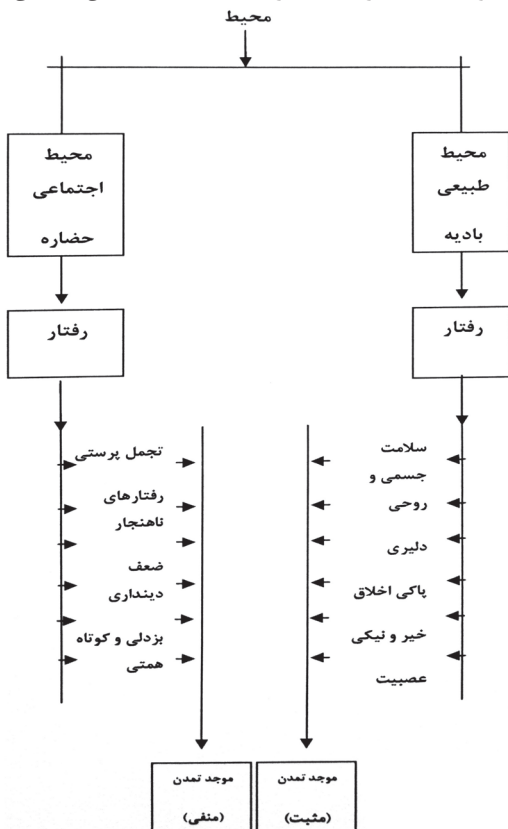 محیط
محیط
طبیعی
بادیه
رفتار
سلامت
جسمی و
روحی
دلیری
پاکی اخلاق
خیر و نیکی
عصبیت
موجد تمدن
(مثبت)
محیط
اجتماعی
حضاره
رفتار
تجمل پرستی
رفتارهای
ناهنجار
ضعف
دینداری
بزدلی و کوتاه
همتی
موجد تمدن
(منفی)